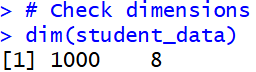 > # Check dimensions
> dim(student_data)
[1] 1000    8